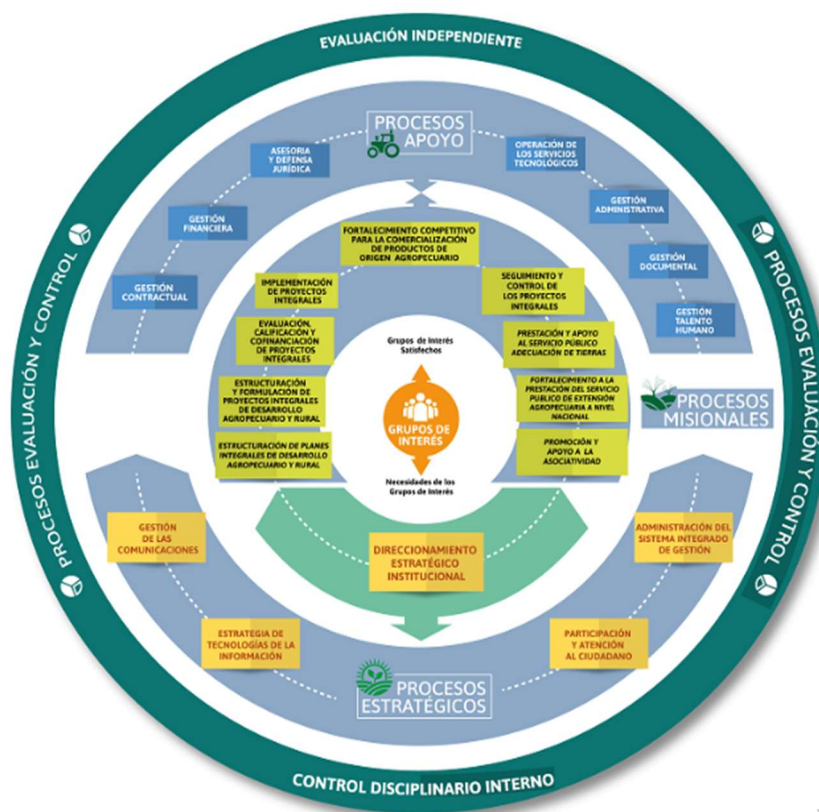 EVALUACIÓN INDEPENDIENTE
PROCESOS EVALUACIÓN Y CONTROL
PROCESOS EVALUACIÓN Y CONTROL
PROCESOS
APOYO
ASESORIA
Y DEFENSA
JURÍDICA
GESTIÓN
FINANCIERA
GESTIÓN
CONTRACTUAL
OPERACIÓN DE
LOS SERVICIOS
TECNOLÓGICOS
GESTIÓN
ADMINISTRATIVA
GESTIÓN
DOCUMENTAL
GESTIÓN
TALENTO
HUMANO
FORTALECIMIENTO COMPETITIVO
PARA LA COMERCIALIZACIÓN
DE PRODUCTOS DE
ORIGEN AGROPECUARIO
IMPLEMENTACIÓN
DE PROYECTOS
INTEGRALES
EVALUACIÓN,
CALIFICACIÓN Y
COFINANCIACIÓN
DE PROYECTOS
INTEGRALES
ESTRUCTURACIÓN
Y FORMULACIÓN DE
PROYECTOS INTEGRALES
DE DESARROLLO
AGROPECUARIO Y RURAL
ESTRUCTURACIÓN DE PLANES
INTEGRALES DE DESARROLLO
AGROPECUARIO Y RURAL
SEGUIMIENTO Y
CONTROL DE
LOS PROYECTOS
INTEGRALES
PRESTACIÓN Y APOYO
AL SERVICIO PÚBLICO
ADECUACIÓN DE TIERRAS
FORTALECIMIENTO A LA
PRESTACIÓN DEL SERVICIO
PUBLICO DE EXTENSIÓN
AGROPECUARIA A NIVEL
NACIONAL
PROMOCIÓN Y
APOYO A LA
ASOCIATIVIDAD
Grupos de Interés
Satisfechos
GRUPOS DE
INTERÉS
Necesidades de los
Grupos de Interés
PROCESOS
MISIONALES
DIRECCIONAMIENTO
ESTRATÉGICO
INSTITUCIONAL
GESTIÓN
DE LAS
COMUNICACIONES
ESTRATEGIA DE
TECNOLOGÍAS DE LA
INFORMACIÓN
ADMINISTRACIÓN DEL
SISTEMA INTEGRADO
DE GESTIÓN
PARTICIPACIÓN
Y ATENCIÓN
AL CIUDADANO
PROCESOS
ESTRATÉGICOS
CONTROL DISCIPLINARIO INTERNO